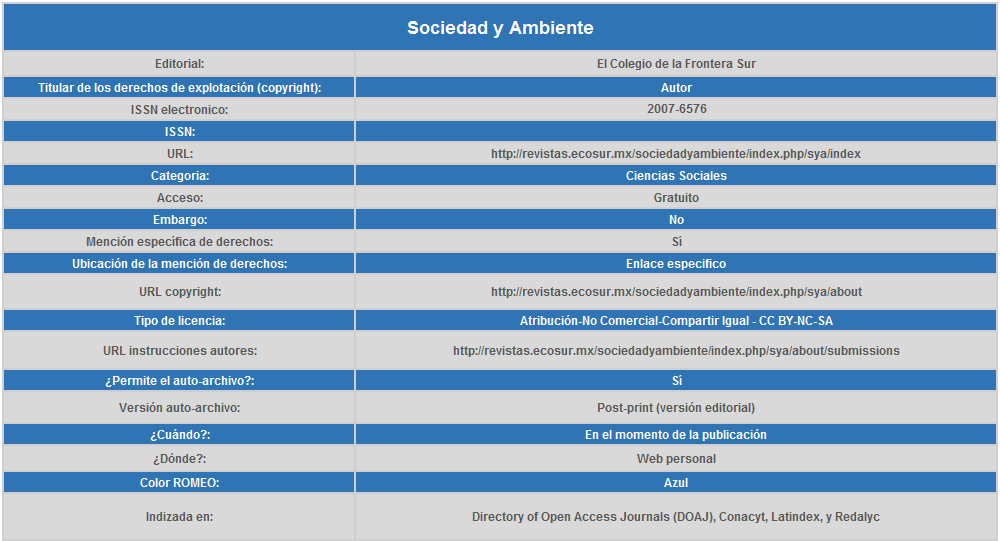 Sociedad y Ambiente
Editorial: El Colegio de la Frontera Sur
Titular de los derechos de explotación (copyright): Autor
ISSN electronico: 2007-6576
ISSN:
URL: http://revistas.ecosur.mx/sociedadyambiente/index.php/sya/index
Categoria: Ciencias Sociales
Acceso: Gratuito
Embargo: No
Mención específica de derechos: Sí
Ubicación de la mención de derechos: Enlace específico
URL copyright: http://revistas.ecosur.mx/sociedadyambiente/index.php/sya/about
Tipo de licencia: Atribución-No Comercial-Compartir Igual - CC BY-NC-SA
URL instrucciones autores: http://revistas.ecosur.mx/sociedadyambiente/index.php/sya/about/submissions
¿Permite el auto-archivo?: Sí
Versión auto-archivo: Post-print (versión editorial)
¿Cuándo?: En el momento de la publicación
¿Dónde?: Web personal
Color ROMEO: Azul
Indizada en: Directory of Open Access Journals (DOAJ), Conacyt, Latindex, y Redalyc